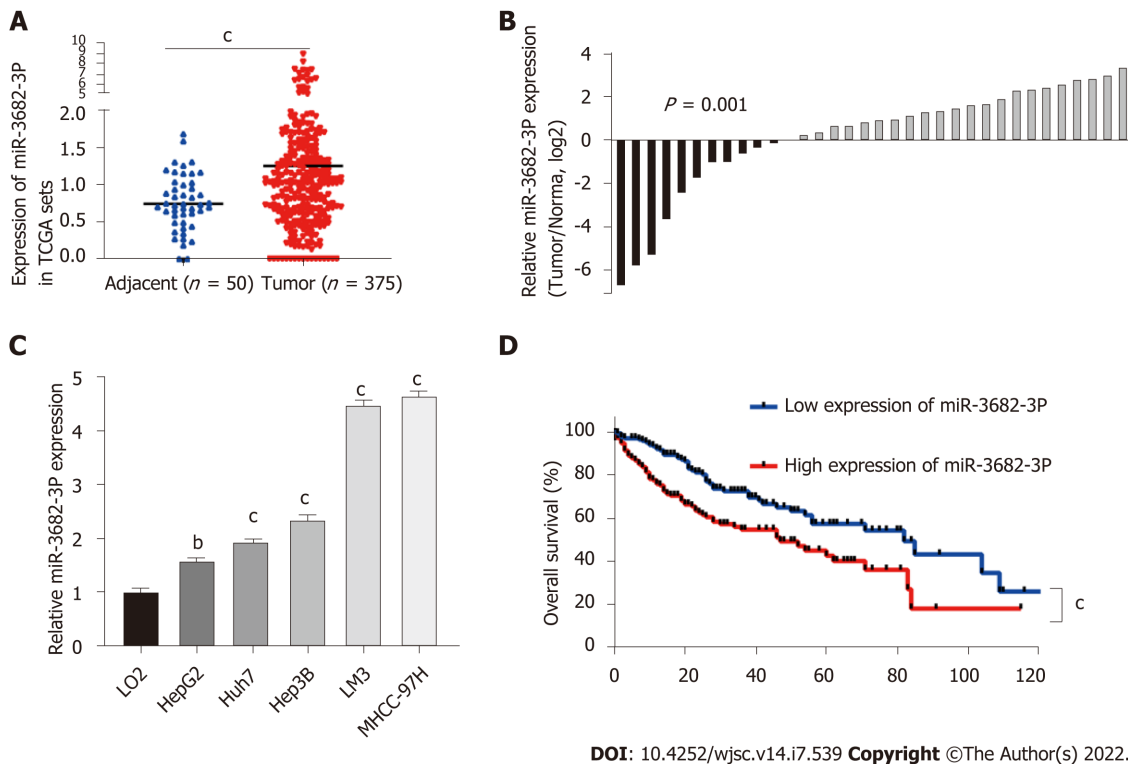 A
Expression of miR-3682-3P
in TCGA sets
10
9
8
7
6
5
2.0
1.5
1.0
0.5
0.0
c
Adjacent (n = 50) Tumor (n = 375)
B
Relative miR-3682-3P expression
(Tumor/Norma, log2)
4
2
0
-2
-4
-6
P = 0.001
C
Relative miR-3682-3P expression
5
4
3
2
1
0
b
c
c
c
c
LO2
HepG2
Huh7
Hep3B
LM3
MHCC-97H
D
Low expression of miR-3682-3P
High expression of miR-3682-3P
Overall survival (%)
100
80
60
40
20
0
c
0 20 40 60 80 100 120
DOI: 10.4252/wjsc.v14.i7.539 Copyright ©The Author(s) 2022.